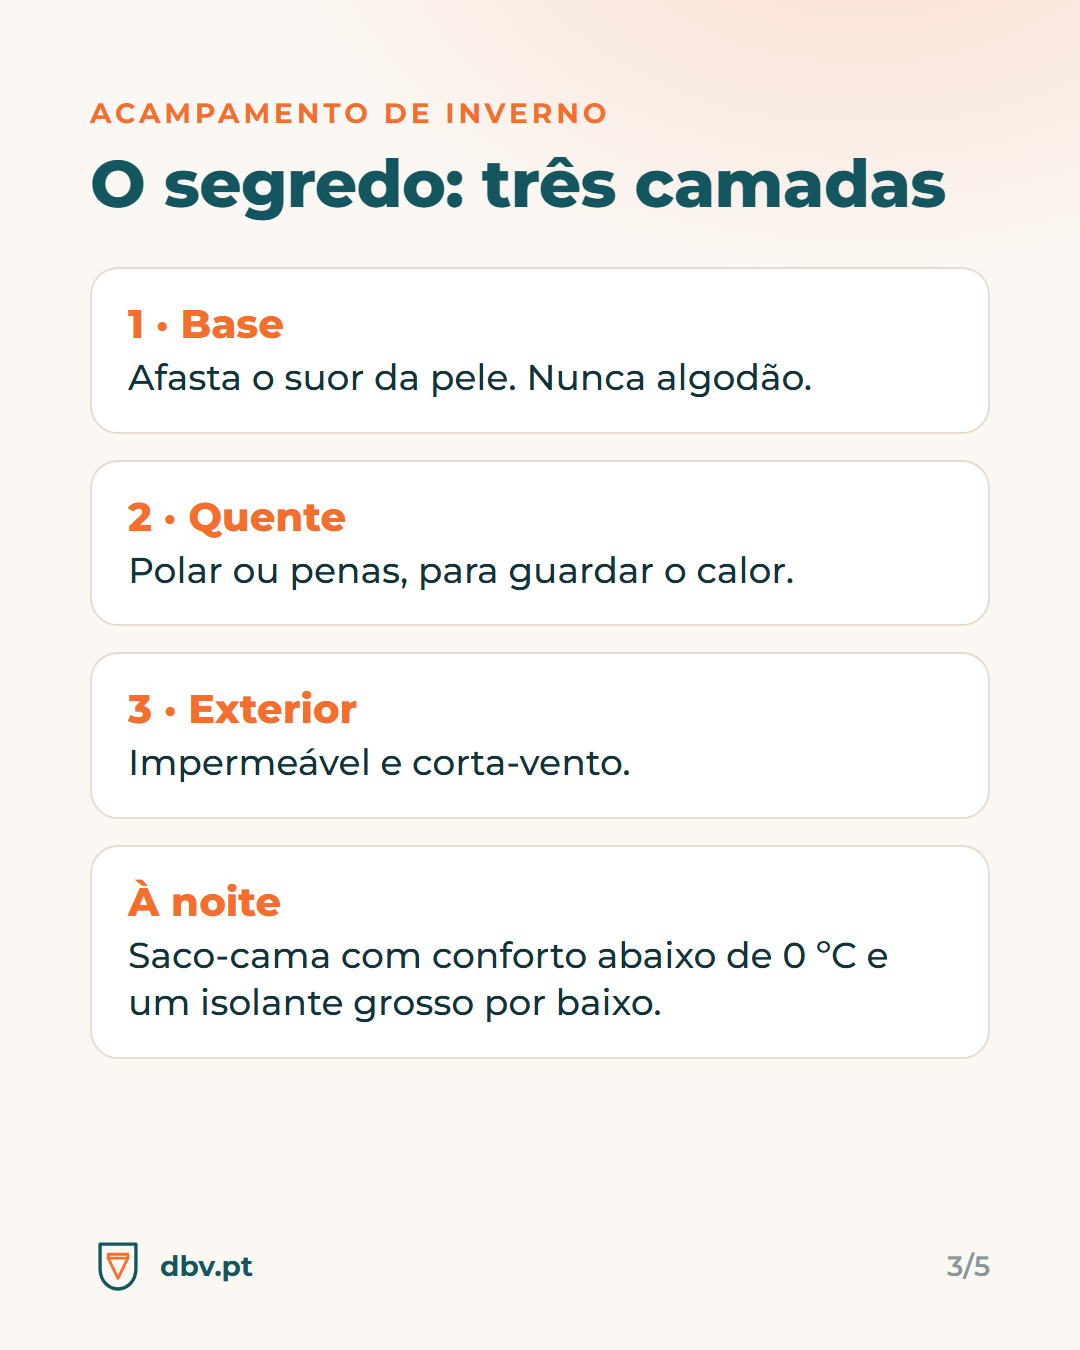 ACAMPAMENTO DE INVERNO
O segredo: três camadas
1 · Base
Afasta o suor da pele. Nunca algodão.
2 · Quente
Polar ou penas, para guardar o calor.
3 · Exterior
Impermeável e corta-vento.
À noite
Saco-cama com conforto abaixo de 0 ºC e
um isolante grosso por baixo.
dbv.pt
3/5